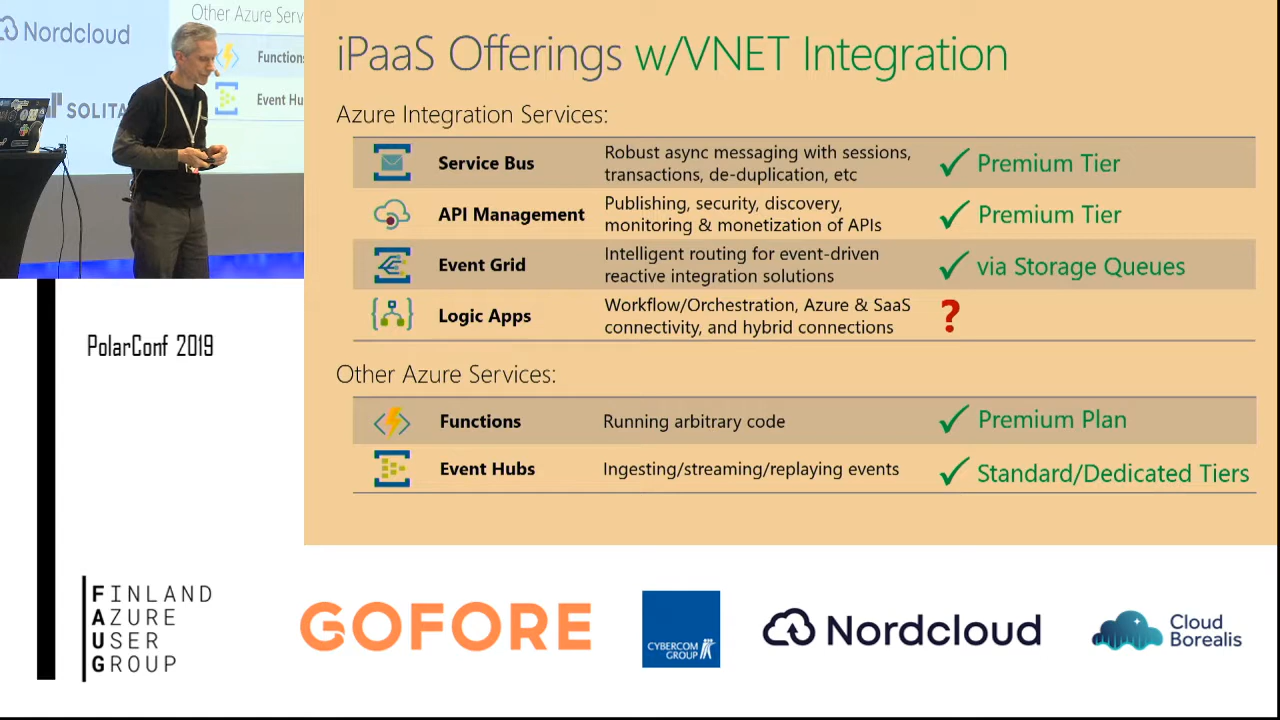 Nordcloud
SOLITA
Other Azure Serv
Functions
Event Hu
iPaaS Offerings w/VNET Integration
Azure Integration Services:
Service Bus
Robust async messaging with sessions,
transactions, de-duplication, etc
Premium Tier
API Management
Publishing, security, discovery,
monitoring & monetization of APIs
Premium Tier
Event Grid
Intelligent routing for event-driven
reactive integration solutions
via Storage Queues
Logic Apps
Workflow/Orchestration, Azure & SaaS
connectivity, and hybrid connections
?
Other Azure Services:
Functions
Running arbitrary code
Premium Plan
Event Hubs
Ingesting/streaming/replaying events
Standard/Dedicated Tiers
PolarConf 2019
FINLAND
AZURE
USER
GROUP
GOFORE
CYBERCOM
GROUP
Nordcloud
Cloud
Borealis